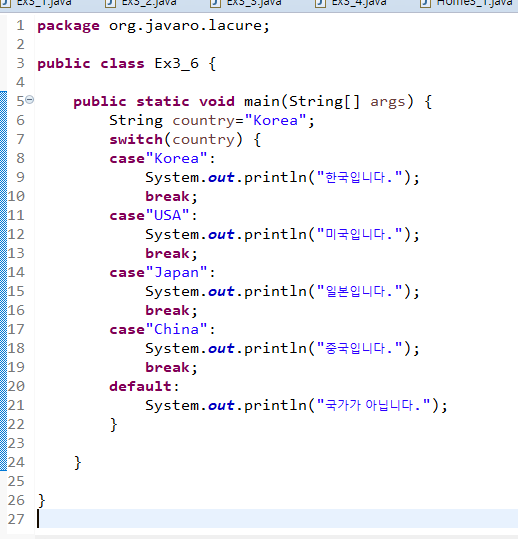 Ex3_1.java Ex3_2.java Ex3_3.java Ex3_4.java Home3_1.java
1 package org.javaro.lacure;
2
3 public class Ex3_6 {
4
5 public static void main(String[] args) {
6 String country="Korea";
7 switch(country) {
8 case"Korea":
9 System.out.println("한국입니다.");
10 break;
11 case"USA":
12 System.out.println("미국입니다.");
13 break;
14 case"Japan":
15 System.out.println("일본입니다.");
16 break;
17 case"China":
18 System.out.println("중국입니다.");
19 break;
20 default:
21 System.out.println("국가가 아닙니다.");
22 }
23
24 }
25
26 }
27